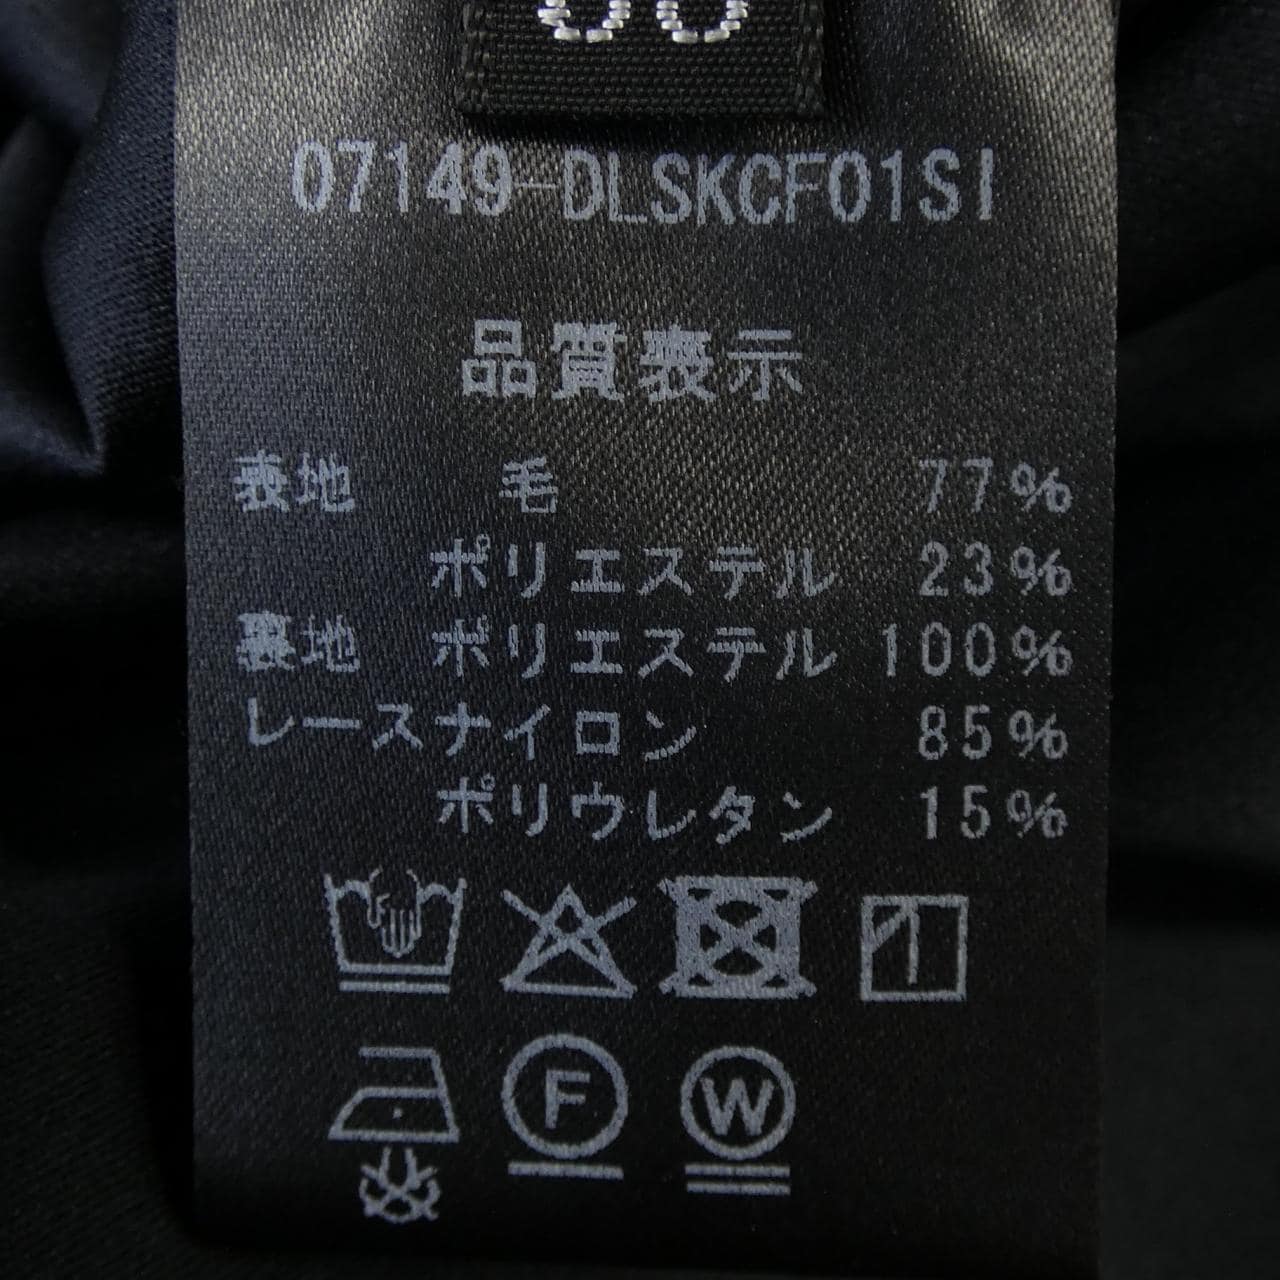 07149-DLSKCF01SI
品質表示
表地 毛 77%
ポリエステル 23%
裏地 ポリエステル 100%
レースナイロン 85%
ポリウレタン 15%
F W